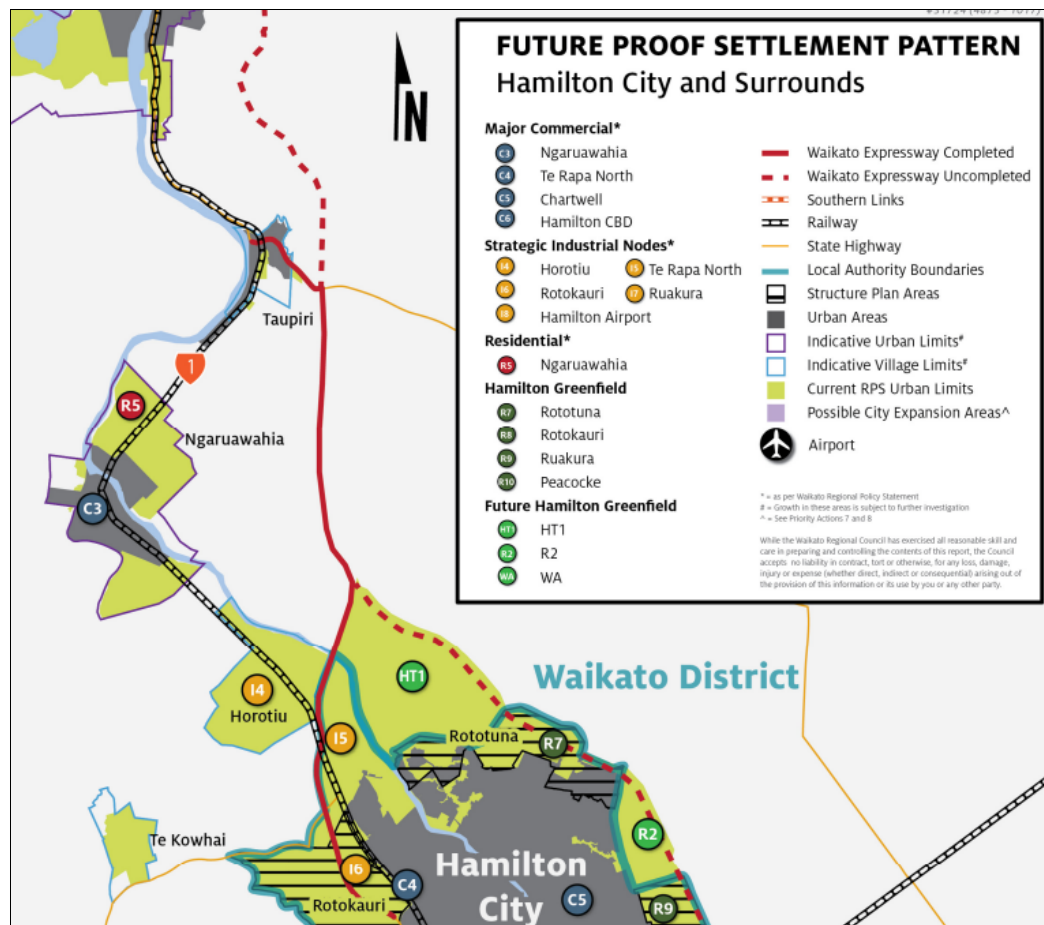 FUTURE PROOF SETTLEMENT PATTERN
Hamilton City and Surrounds
N
Major Commercial*
C3 Ngaruawahia
C4 Te Rapa North
C5 Chartwell
C6 Hamilton CBD
Strategic Industrial Nodes*
I4 Horotiu
I5 Te Rapa North
I6 Rotokauri
I7 Ruakura
I8 Hamilton Airport
Residential*
R5 Ngaruawahia
Hamilton Greenfield
R7 Rototuna
R8 Rotokauri
R9 Ruakura
R10 Peacocke
Future Hamilton Greenfield
HT1 HT1
R2 R2
WA WA
Waikato Expressway Completed
Waikato Expressway Uncompleted
Southern Links
Railway
State Highway
Local Authority Boundaries
Structure Plan Areas
Urban Areas
Indicative Urban Limits#
Indicative Village Limits#
Current RPS Urban Limits
Possible City Expansion Areas^
Airport
* = as per Waikato Regional Policy Statement
# = Growth in these areas is subject to further investigation
^ = See Priority Actions 7 and 8
While the Waikato Regional Council has exercised all reasonable skill and
care in preparing and controlling the contents of this report, the Council
accepts no liability in contract, tort or otherwise, for any loss, damage,
injury or expense (whether direct, indirect or consequential) arising out of
the provision of this information or its use by you or any other party.
Taupiri
1
R5
Ngaruawahia
C3
HT1
Waikato District
I4
Horotiu
I5
Rototuna
R7
Te Kowhai
R2
I6
Hamilton
City
C4
C5
Rotokauri
R9